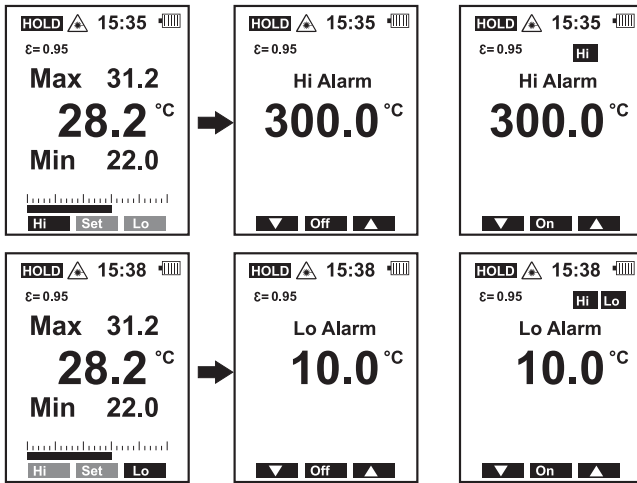 HOLD 15:35
ε= 0.95
Max 31.2
28.2 °C
Min 22.0
Hi Set Lo
HOLD 15:35
ε= 0.95
Hi Alarm
300.0 °C
▼ Off ▲
HOLD 15:35
ε= 0.95 Hi
Hi Alarm
300.0 °C
▼ On ▲
HOLD 15:38
ε= 0.95
Max 31.2
28.2 °C
Min 22.0
Hi Set Lo
HOLD 15:38
ε= 0.95
Lo Alarm
10.0 °C
▼ Off ▲
HOLD 15:38
ε= 0.95 Hi Lo
Lo Alarm
10.0 °C
▼ On ▲